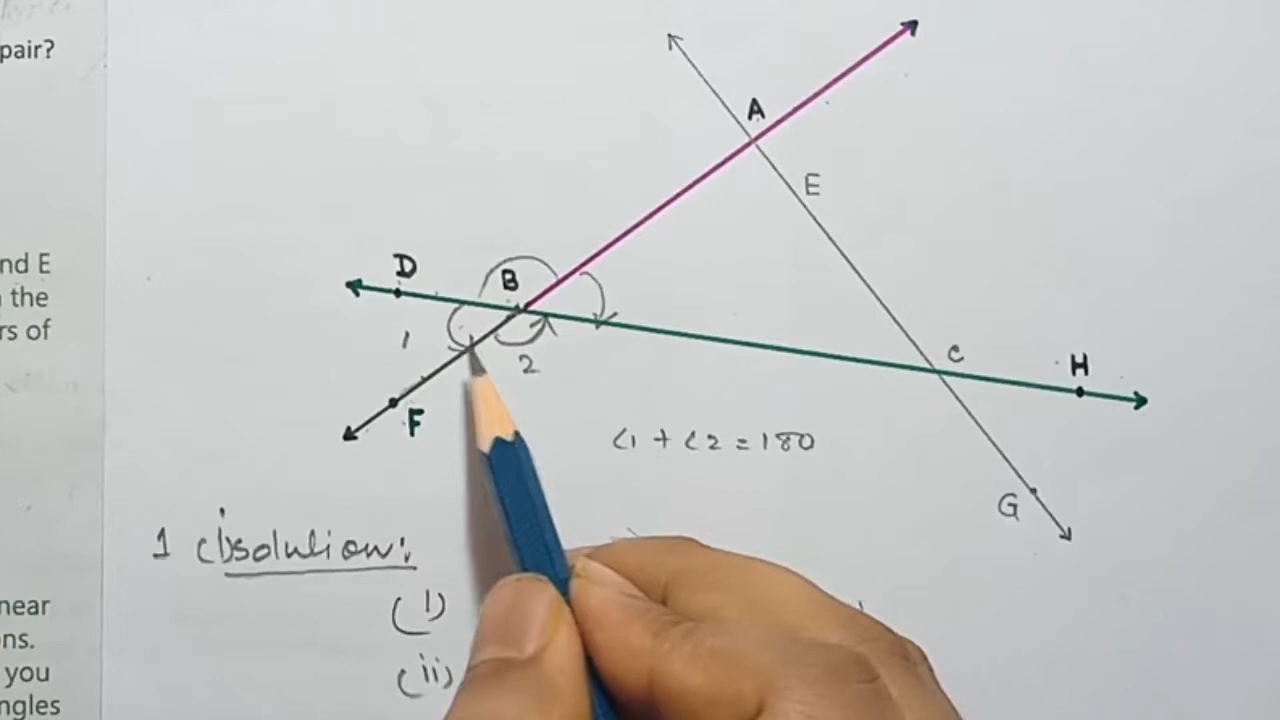 pair?
A
E
nd E
D
B
the
rs of
1
2
C
H
F
<1 + <2 = 180
G
1 c) solution:
(i)
near
(ii)
ns.
you
ngles